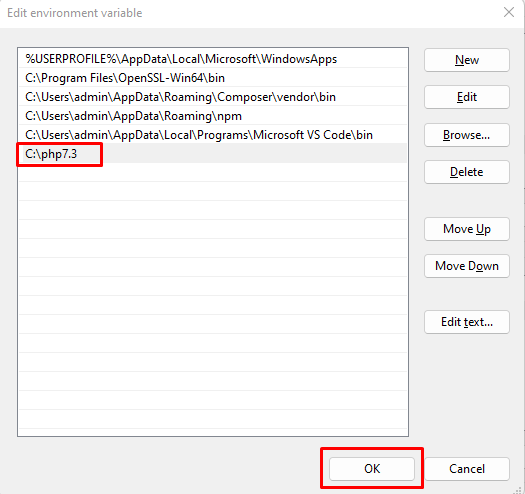 Edit environment variable
%USERPROFILE%\AppData\Local\Microsoft\WindowsApps
C:\Program Files\OpenSSL-Win64\bin
C:\Users\admin\AppData\Roaming\Composer\vendor\bin
C:\Users\admin\AppData\Roaming\npm
C:\Users\admin\AppData\Local\Programs\Microsoft VS Code\bin
C:\php7.3
New
Edit
Browse...
Delete
Move Up
Move Down
Edit text...
OK
Cancel